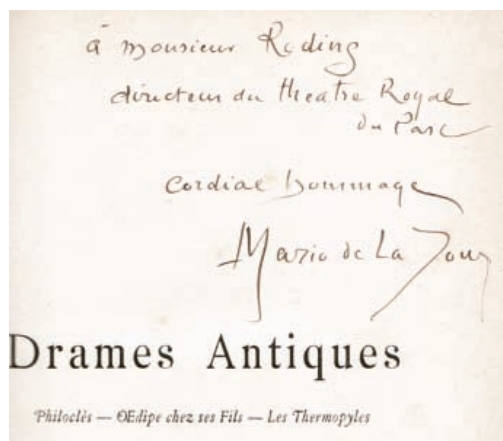 à monsieur Reding
directeur du theatre Royal
du Parc
Cordial hommage
Mario de La Tour
Drames Antiques
Philoclès — Œdipe chez ses Fils — Les Thermopyles